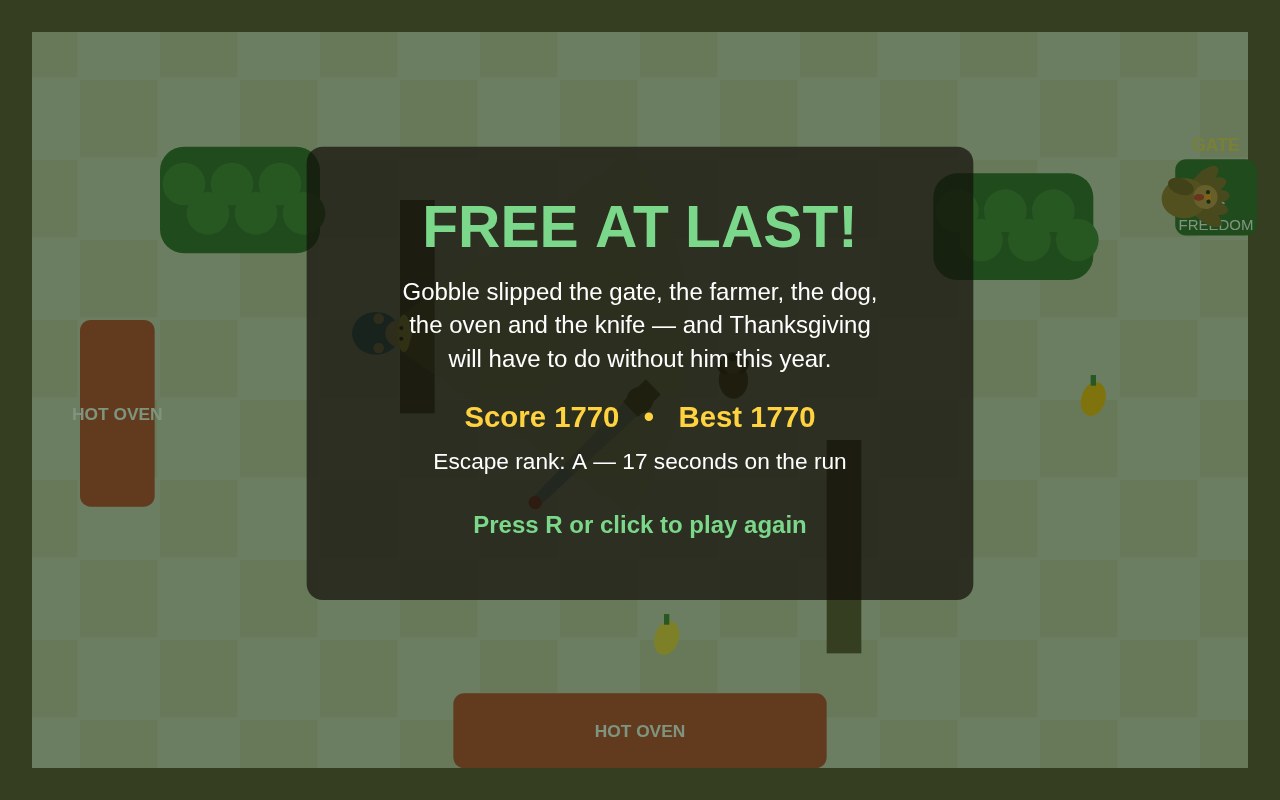 GATE
FREEDOM
FREE AT LAST!
Gobble slipped the gate, the farmer, the dog,
the oven and the knife — and Thanksgiving
will have to do without him this year.
Score 1770 • Best 1770
Escape rank: A — 17 seconds on the run
Press R or click to play again
HOT OVEN
HOT OVEN